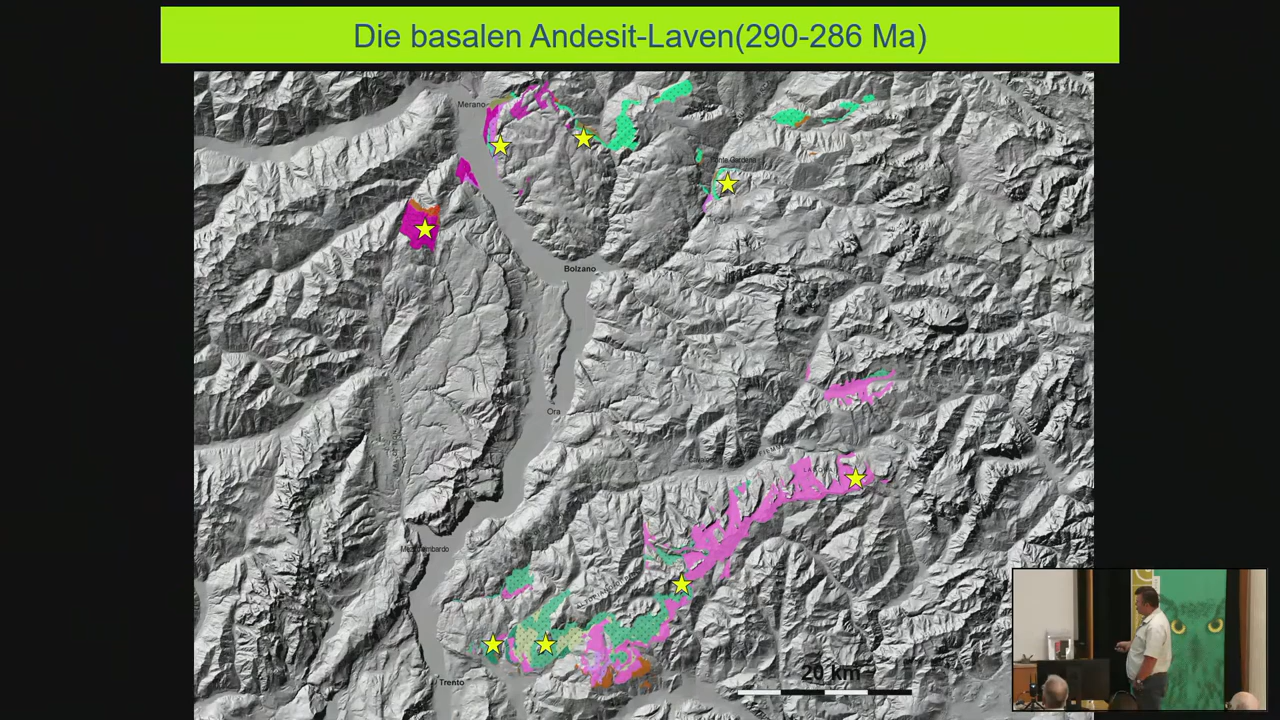 Die basalen Andesit-Laven(290-286 Ma)
Merano
Bolzano
Ora
Trento
20 km